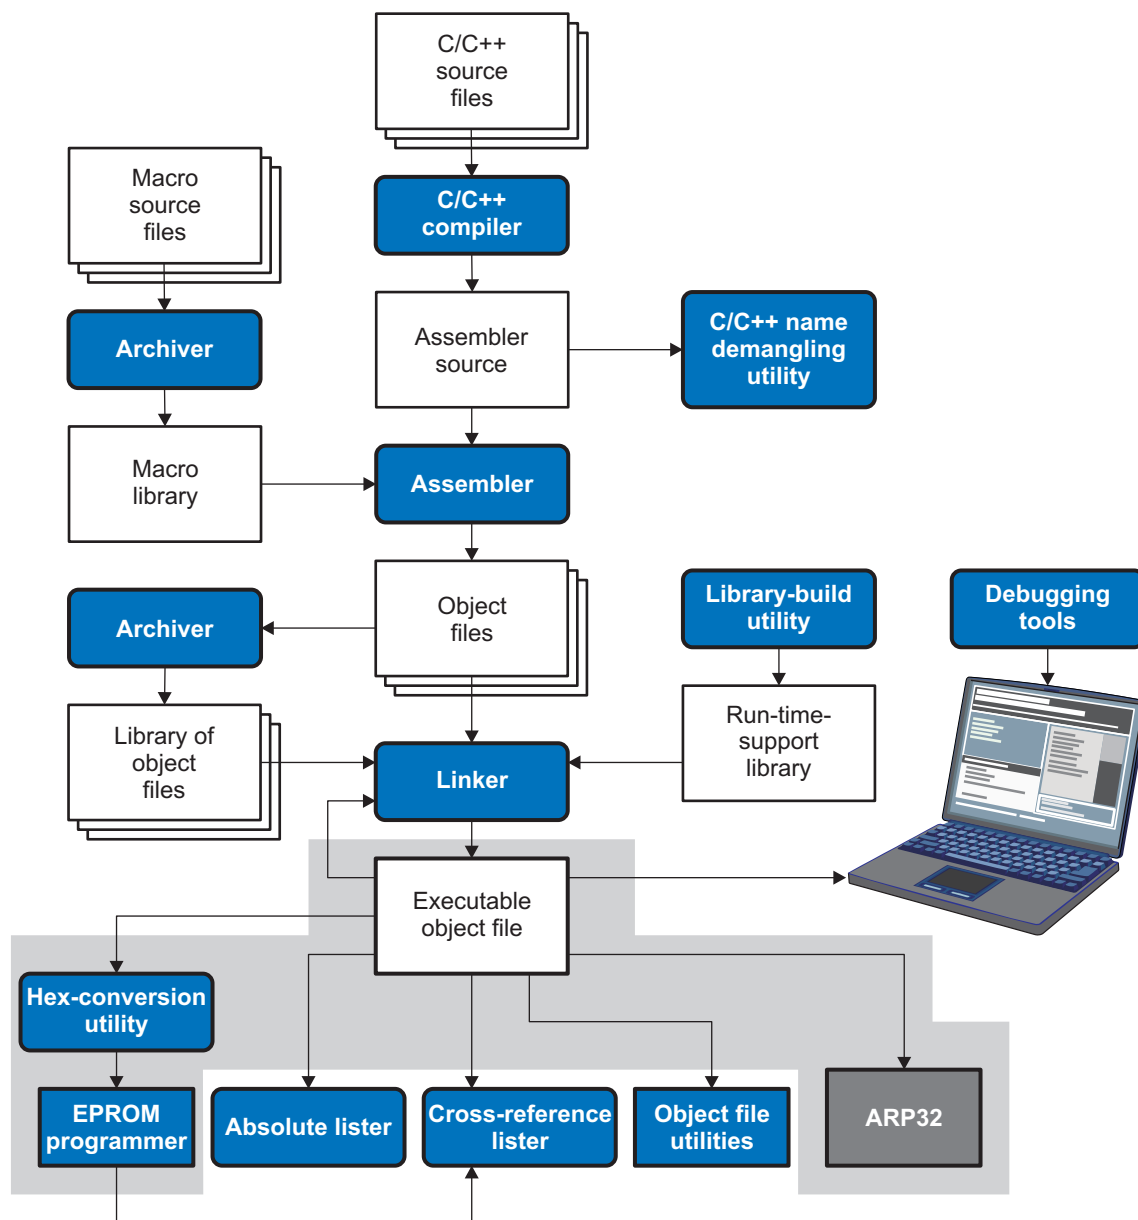 C/C++
source
files
Macro
source
files
C/C++
compiler
Archiver
Assembler
source
C/C++ name
demangling
utility
Macro
library
Assembler
Archiver
Object
files
Library-build
utility
Debugging
tools
Library of
object
files
Linker
Run-time-
support
library
Executable
object file
Hex-conversion
utility
EPROM
programmer
Absolute lister
Cross-reference
lister
Object file
utilities
ARP32